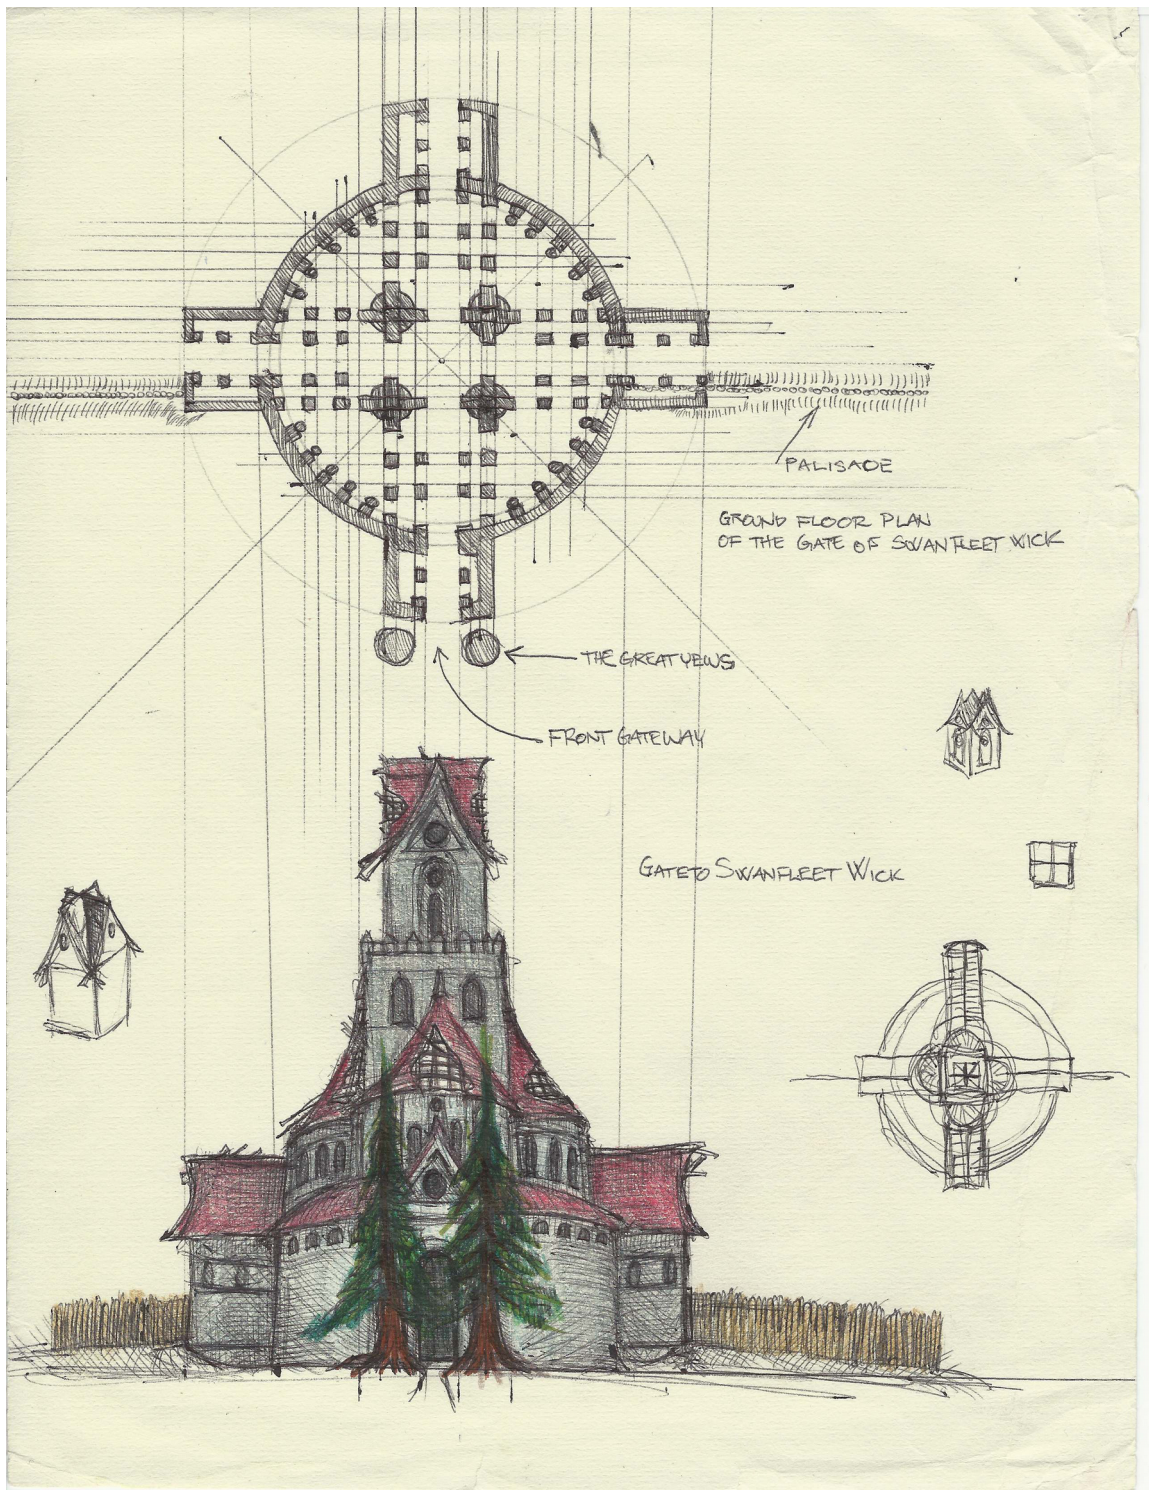 PALISADE
GROUND FLOOR PLAN
OF THE GATE OF SWANFLEET WICK
THE GREAT YEWS
FRONT GATEWAY
GATE TO SWANFLEET WICK